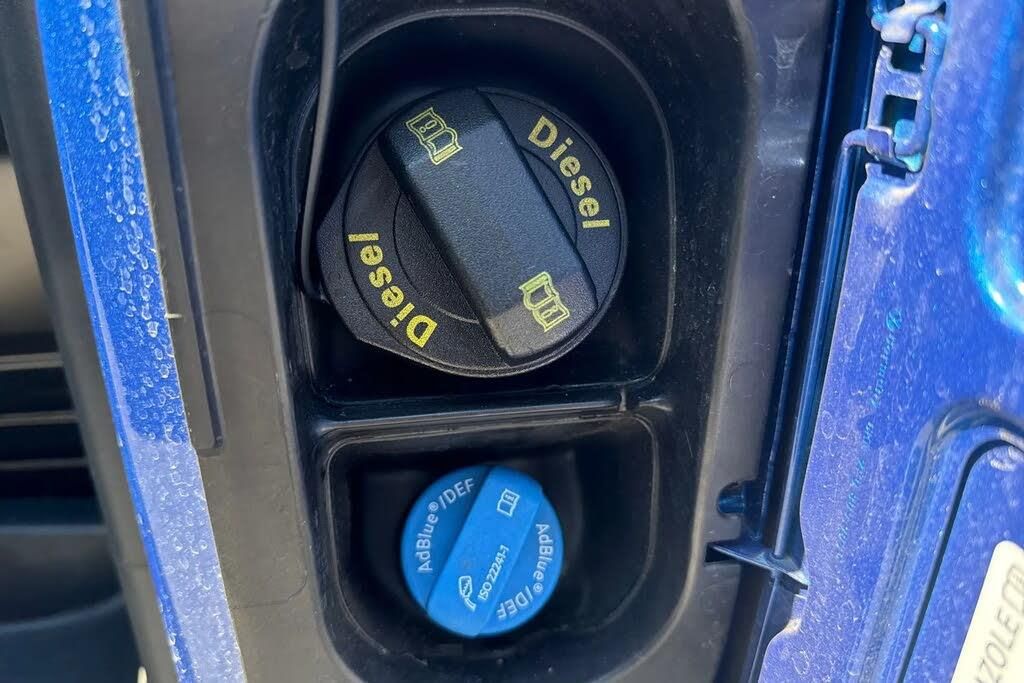 Diesel
Diesel
AdBlue®/DEF
ISO 22241-1
AdBlue®/DEF